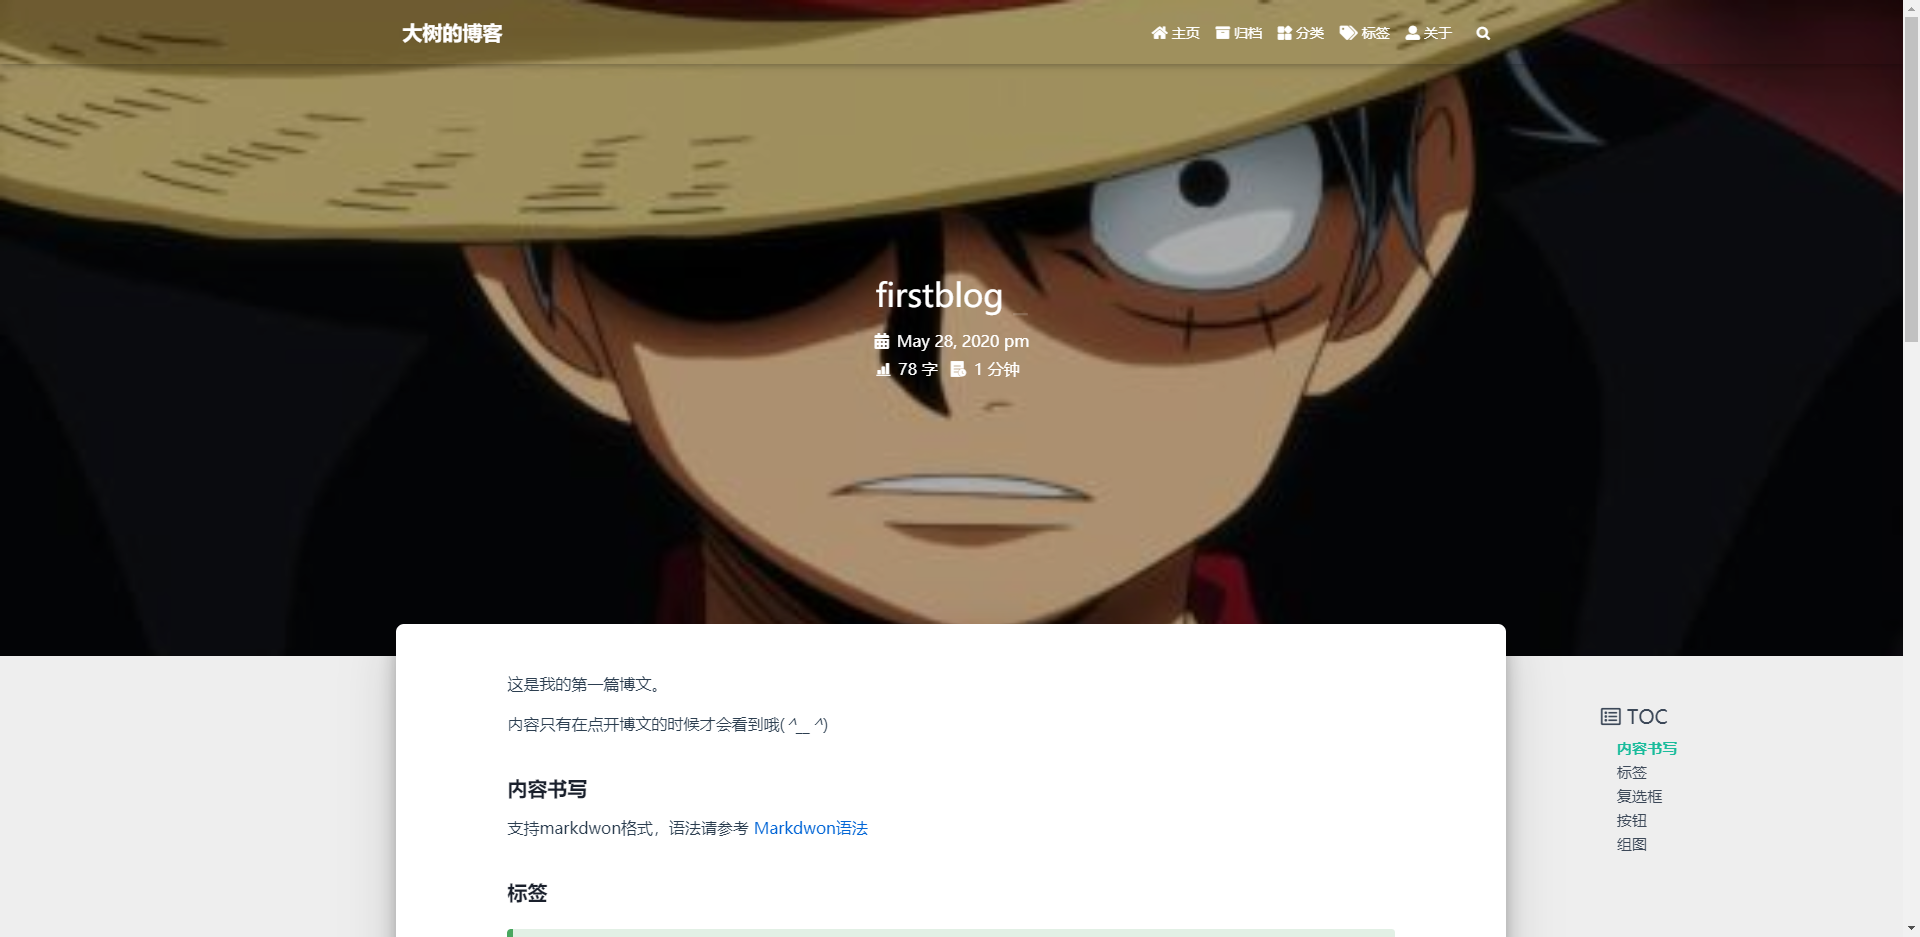 大树的博客 主页 归档 分类 标签 关于
firstblog _
May 28, 2020 pm
78 字 1 分钟
这是我的第一篇博文。
内容只有在点开博文的时候才会看到哦(＾__ ＾)
内容书写
支持markdwon格式，语法请参考 Markdwon语法
标签
TOC
内容书写
标签
复选框
按钮
组图